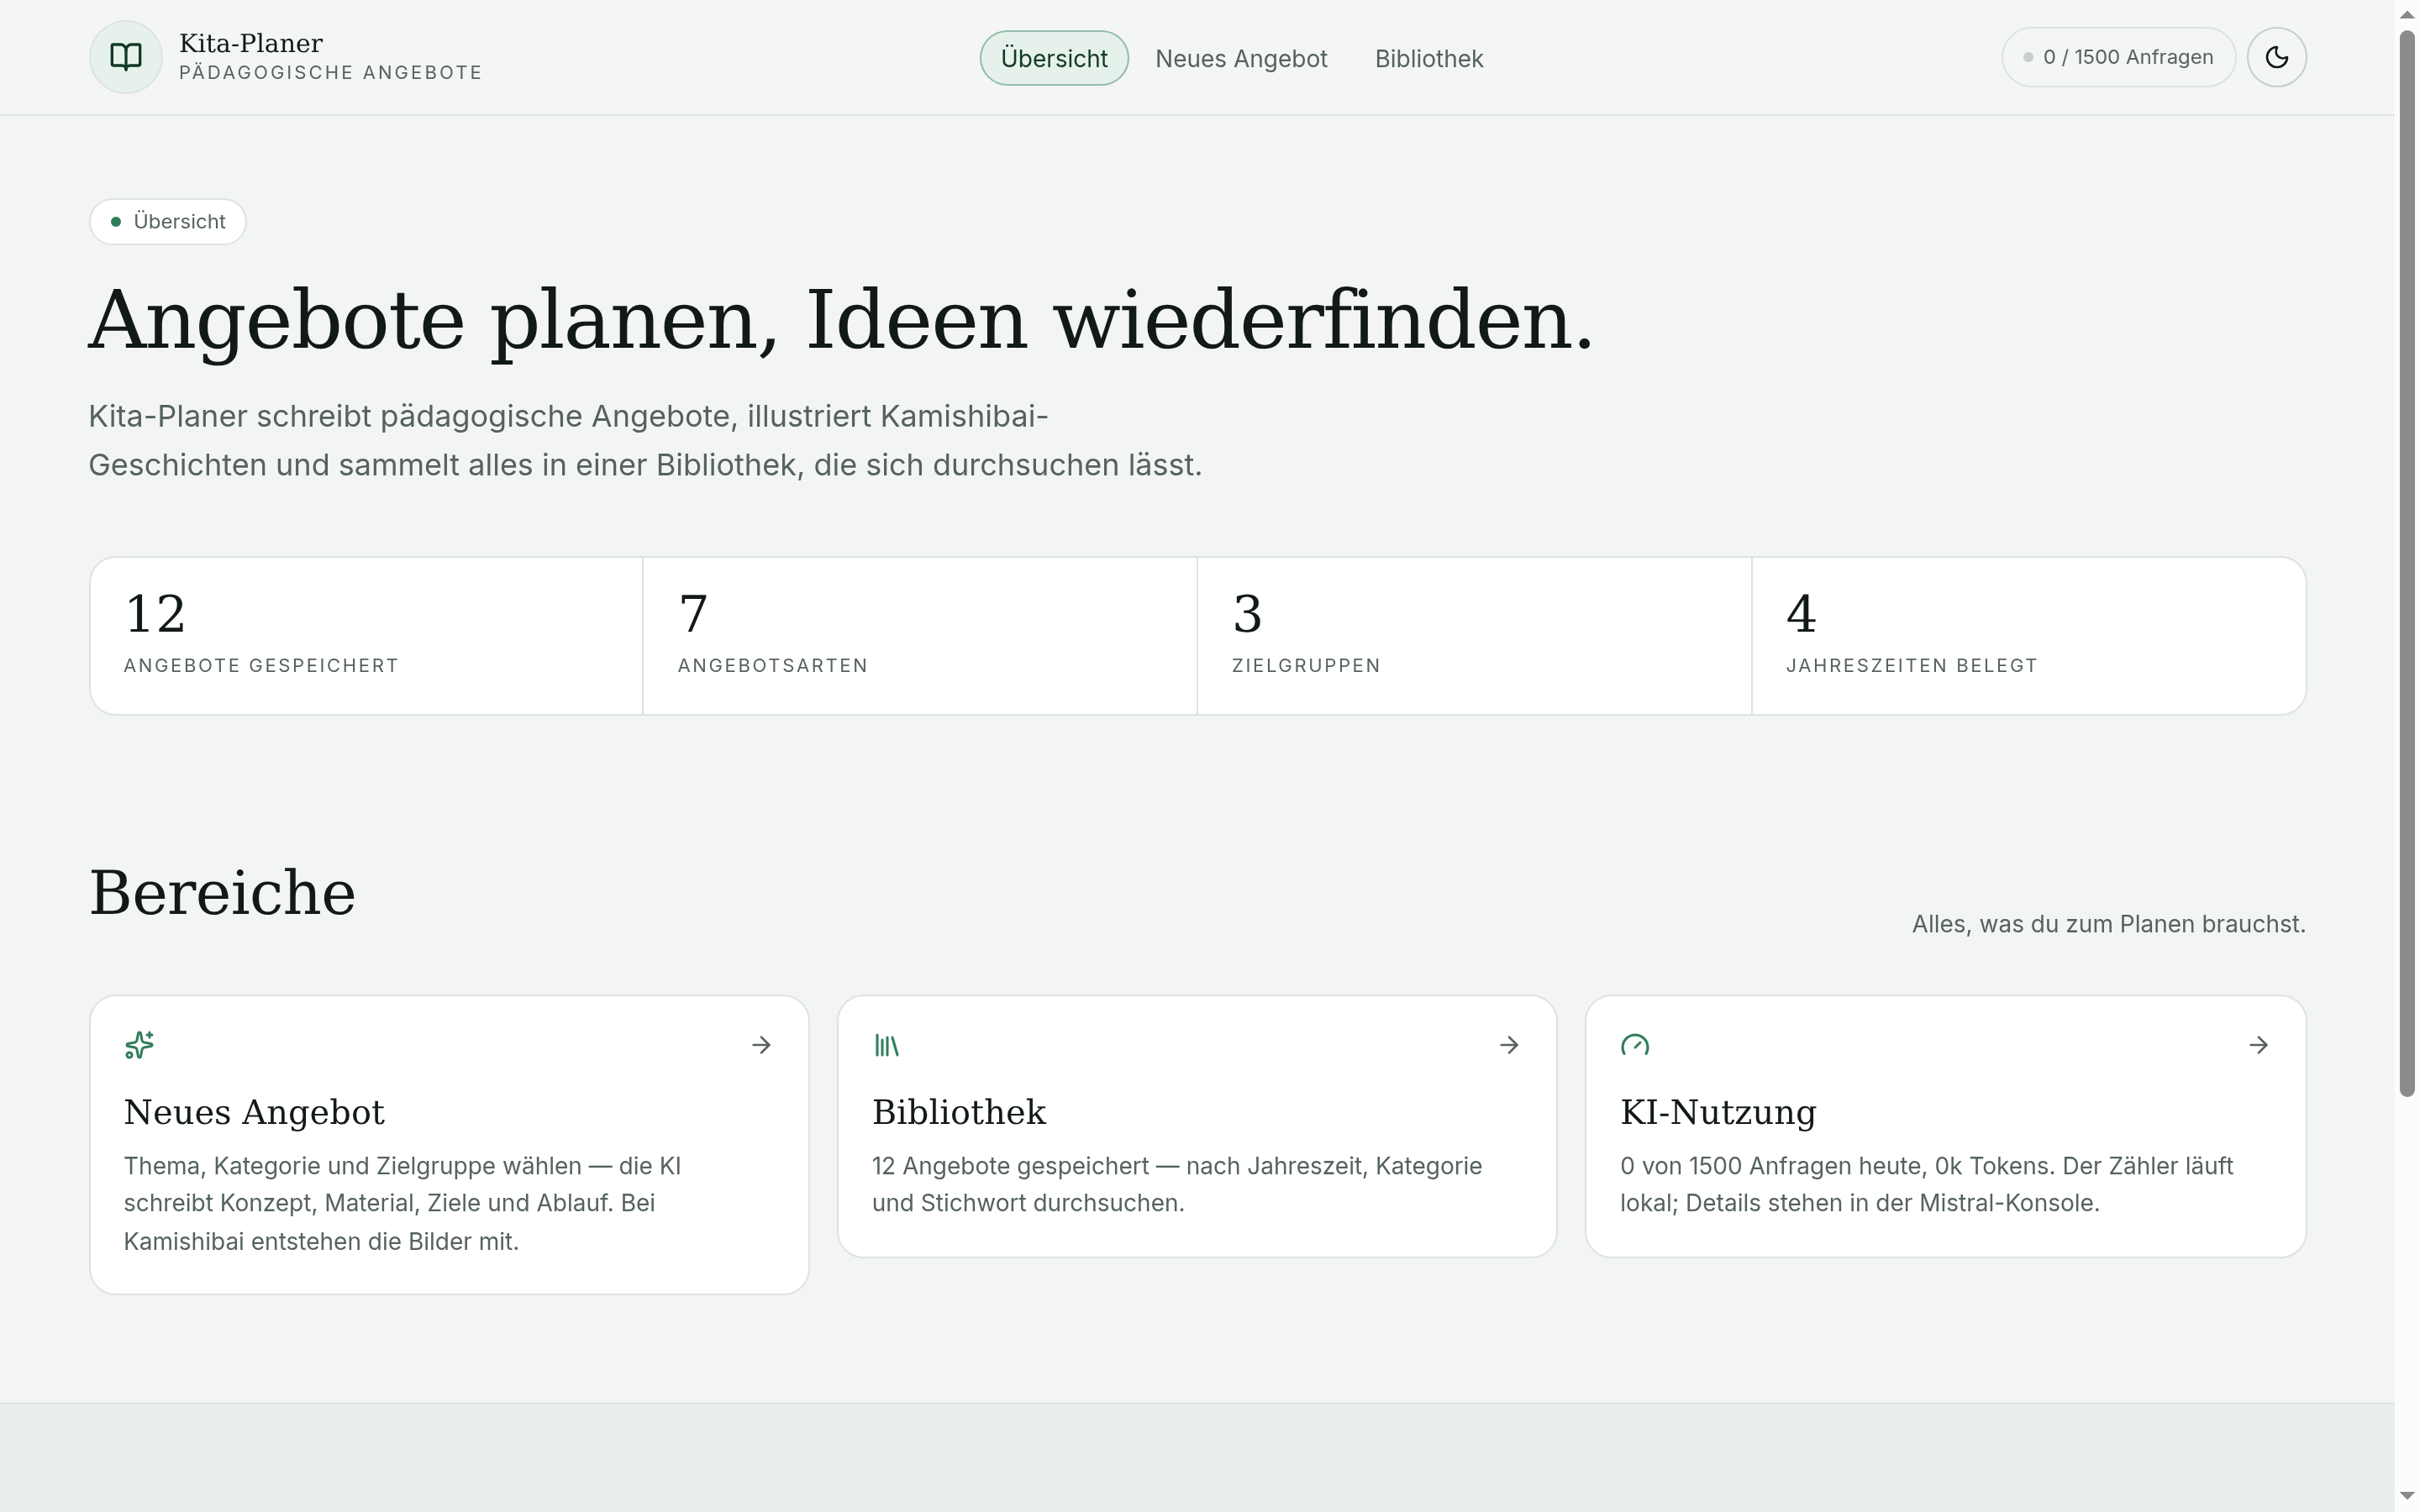 Kita-Planer
PÄDAGOGISCHE ANGEBOTE
Übersicht
Neues Angebot
Bibliothek
0 / 1500 Anfragen
Übersicht
Angebote planen, Ideen wiederfinden.
Kita-Planer schreibt pädagogische Angebote, illustriert Kamishibai-
Geschichten und sammelt alles in einer Bibliothek, die sich durchsuchen lässt.
12
ANGEBOTE GESPEICHERT
7
ANGEBOTSARTEN
3
ZIELGRUPPEN
4
JAHRESZEITEN BELEGT
Bereiche
Alles, was du zum Planen brauchst.
Neues Angebot
Thema, Kategorie und Zielgruppe wählen — die KI
schreibt Konzept, Material, Ziele und Ablauf. Bei
Kamishibai entstehen die Bilder mit.
Bibliothek
12 Angebote gespeichert — nach Jahreszeit, Kategorie
und Stichwort durchsuchen.
KI-Nutzung
0 von 1500 Anfragen heute, 0k Tokens. Der Zähler läuft
lokal; Details stehen in der Mistral-Konsole.